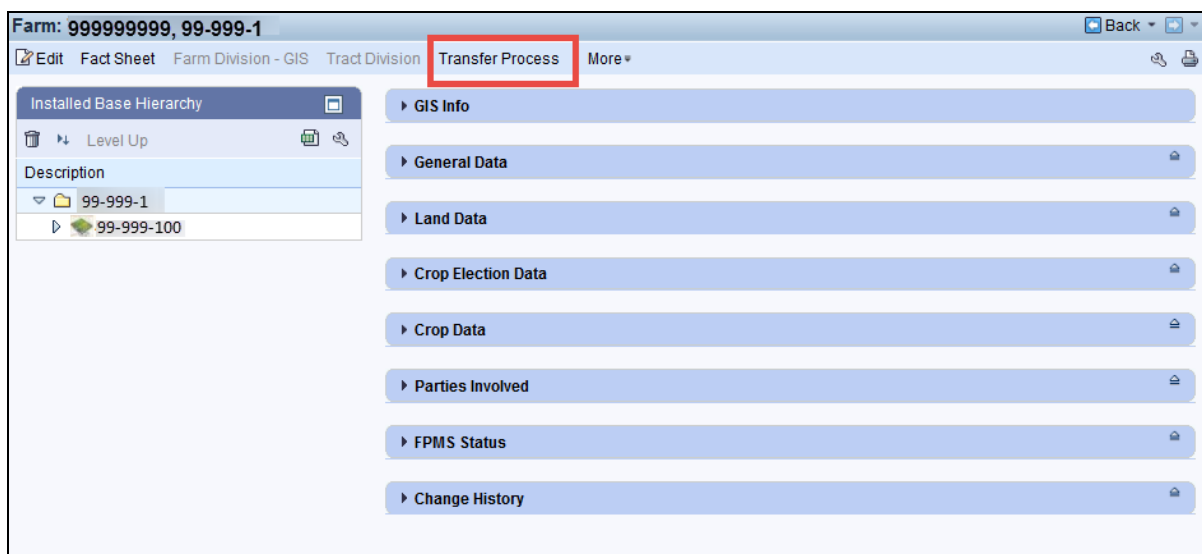 Farm: 999999999, 99-999-1 Back
Edit Fact Sheet Farm Division - GIS Tract Division Transfer Process More
Installed Base Hierarchy
Level Up
Description
99-999-1
99-999-100
GIS Info
General Data
Land Data
Crop Election Data
Crop Data
Parties Involved
FPMS Status
Change History